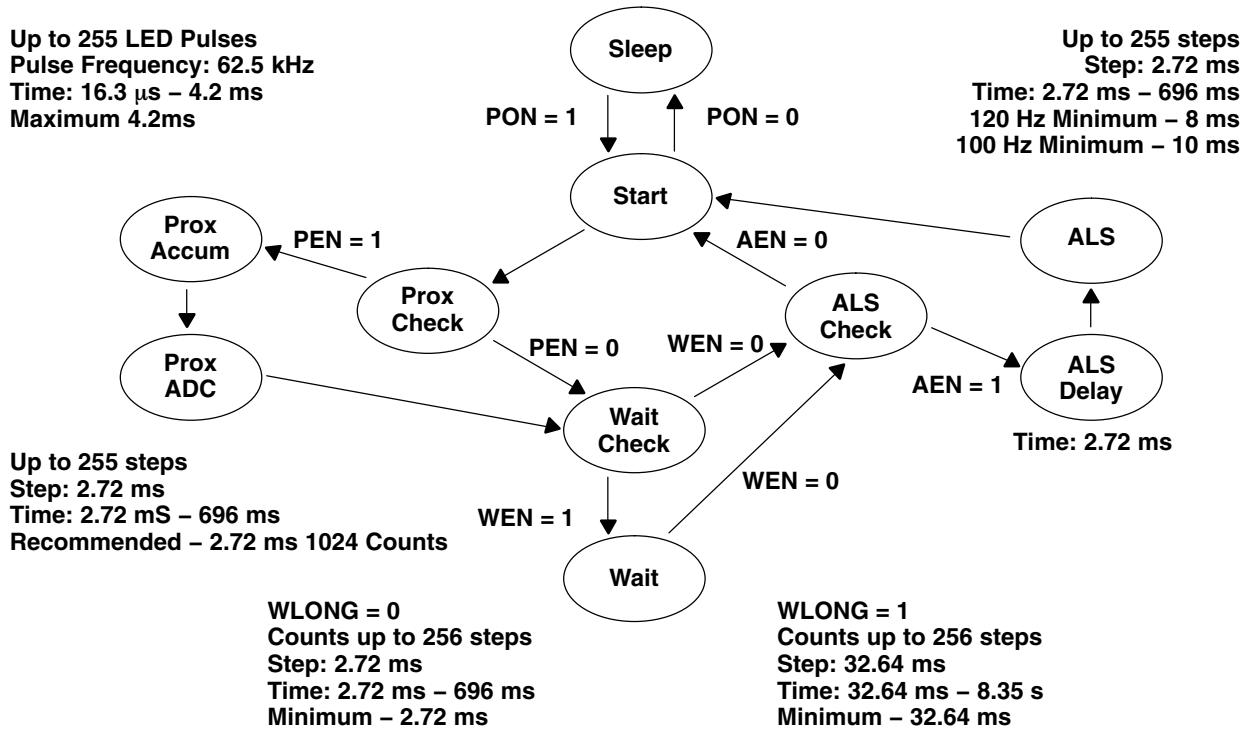 Up to 255 LED Pulses
Pulse Frequency: 62.5 kHz
Time: 16.3 μs − 4.2 ms
Maximum 4.2ms
Sleep
Up to 255 steps
Step: 2.72 ms
Time: 2.72 ms − 696 ms
120 Hz Minimum − 8 ms
100 Hz Minimum − 10 ms
PON = 1
PON = 0
Start
Prox
Accum
PEN = 1
AEN = 0
ALS
Prox
Check
ALS
Check
Prox
ADC
PEN = 0
WEN = 0
AEN = 1
ALS
Delay
Time: 2.72 ms
Wait
Check
Up to 255 steps
Step: 2.72 ms
Time: 2.72 mS − 696 ms
Recommended − 2.72 ms 1024 Counts
WEN = 1
WEN = 0
Wait
WLONG = 0
Counts up to 256 steps
Step: 2.72 ms
Time: 2.72 ms − 696 ms
Minimum − 2.72 ms
WLONG = 1
Counts up to 256 steps
Step: 32.64 ms
Time: 32.64 ms − 8.35 s
Minimum − 32.64 ms